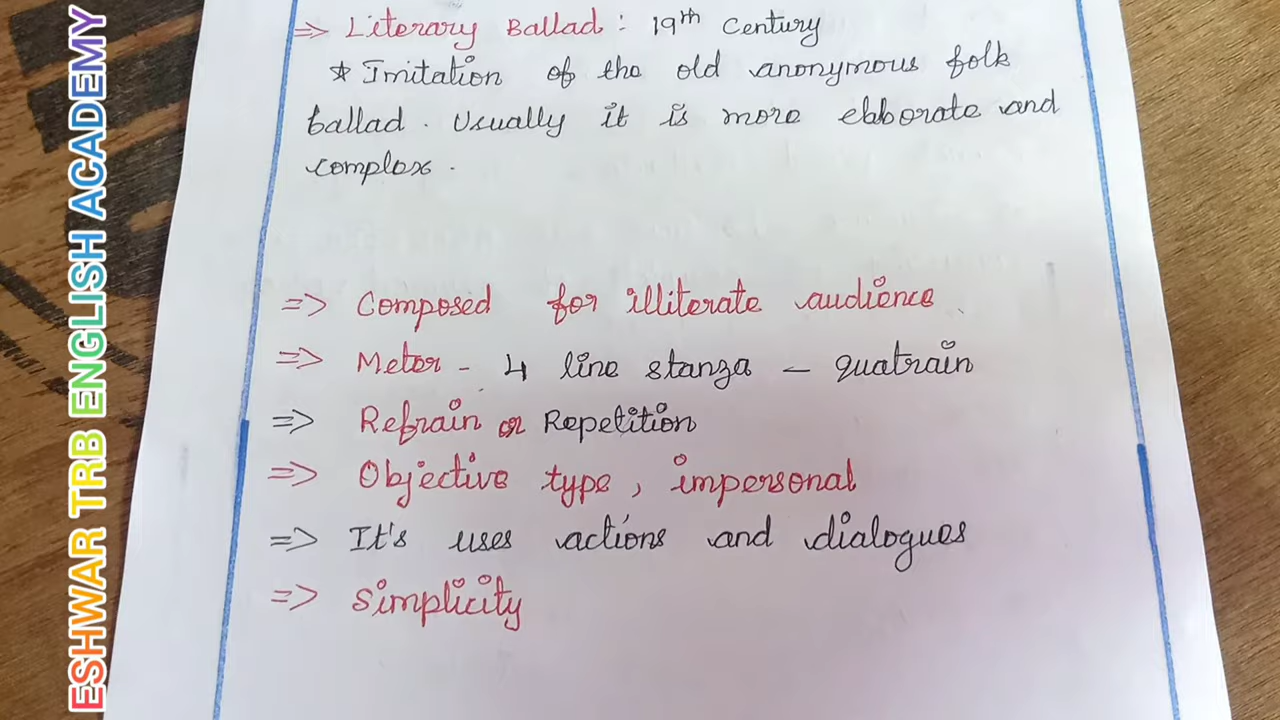 => Literary Ballad : 19th Century
* Imitation of the old anonymous folk
ballad. Usually it is more elaborate and
complex.
=> Composed for illiterate audience
=> Meter - 4 line stanza - quatrain
=> Refrain or Repetition
=> Objective type, impersonal
=> It's uses actions and dialogues
=> Simplicity
ESHWAR TRB ENGLISH ACADEMY